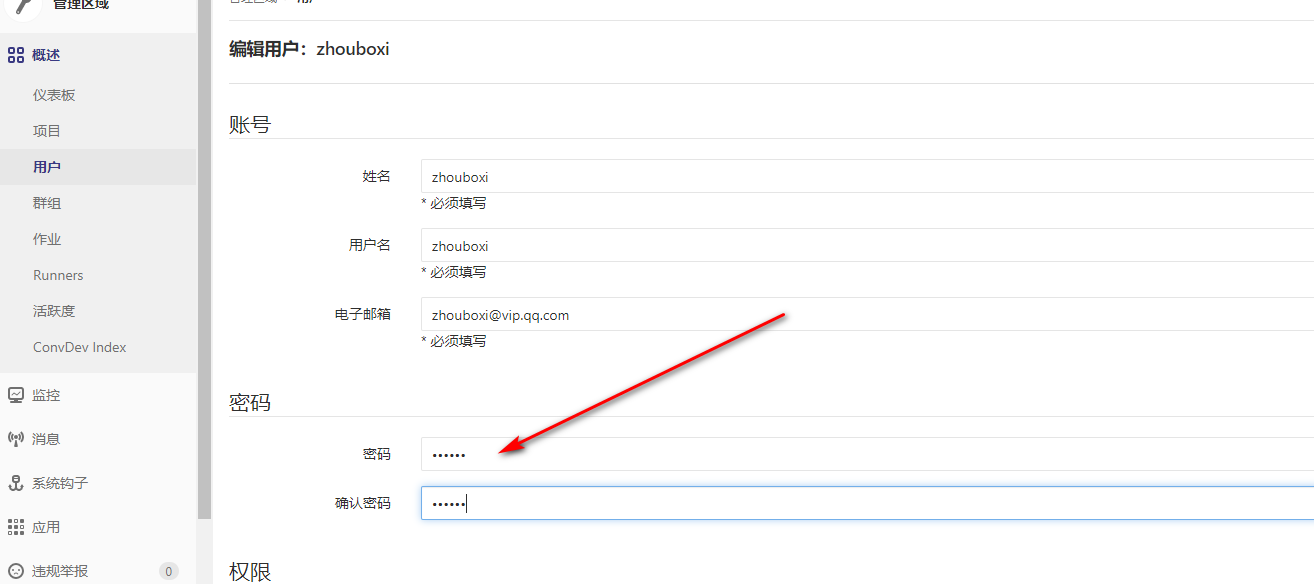 管理区域
概述
仪表板
项目
用户
群组
作业
Runners
活跃度
ConvDev Index
监控
消息
系统钩子
应用
违规举报 0
编辑用户：zhouboxi
账号
姓名 zhouboxi
* 必须填写
用户名 zhouboxi
* 必须填写
电子邮箱 zhouboxi@vip.qq.com
* 必须填写
密码
密码 ••••••
确认密码 ••••••
权限